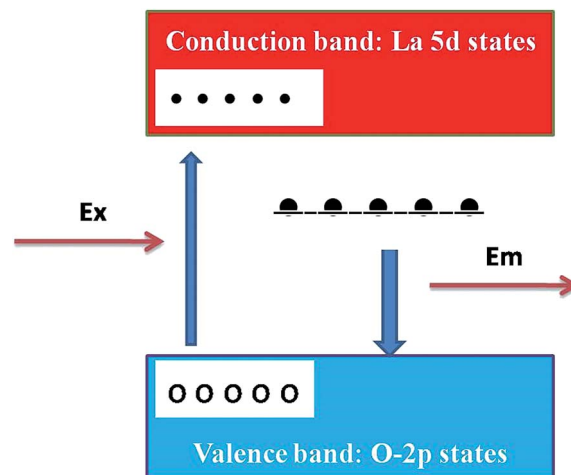 Conduction band: La 5d states
Ex
Em
Valence band: O-2p states